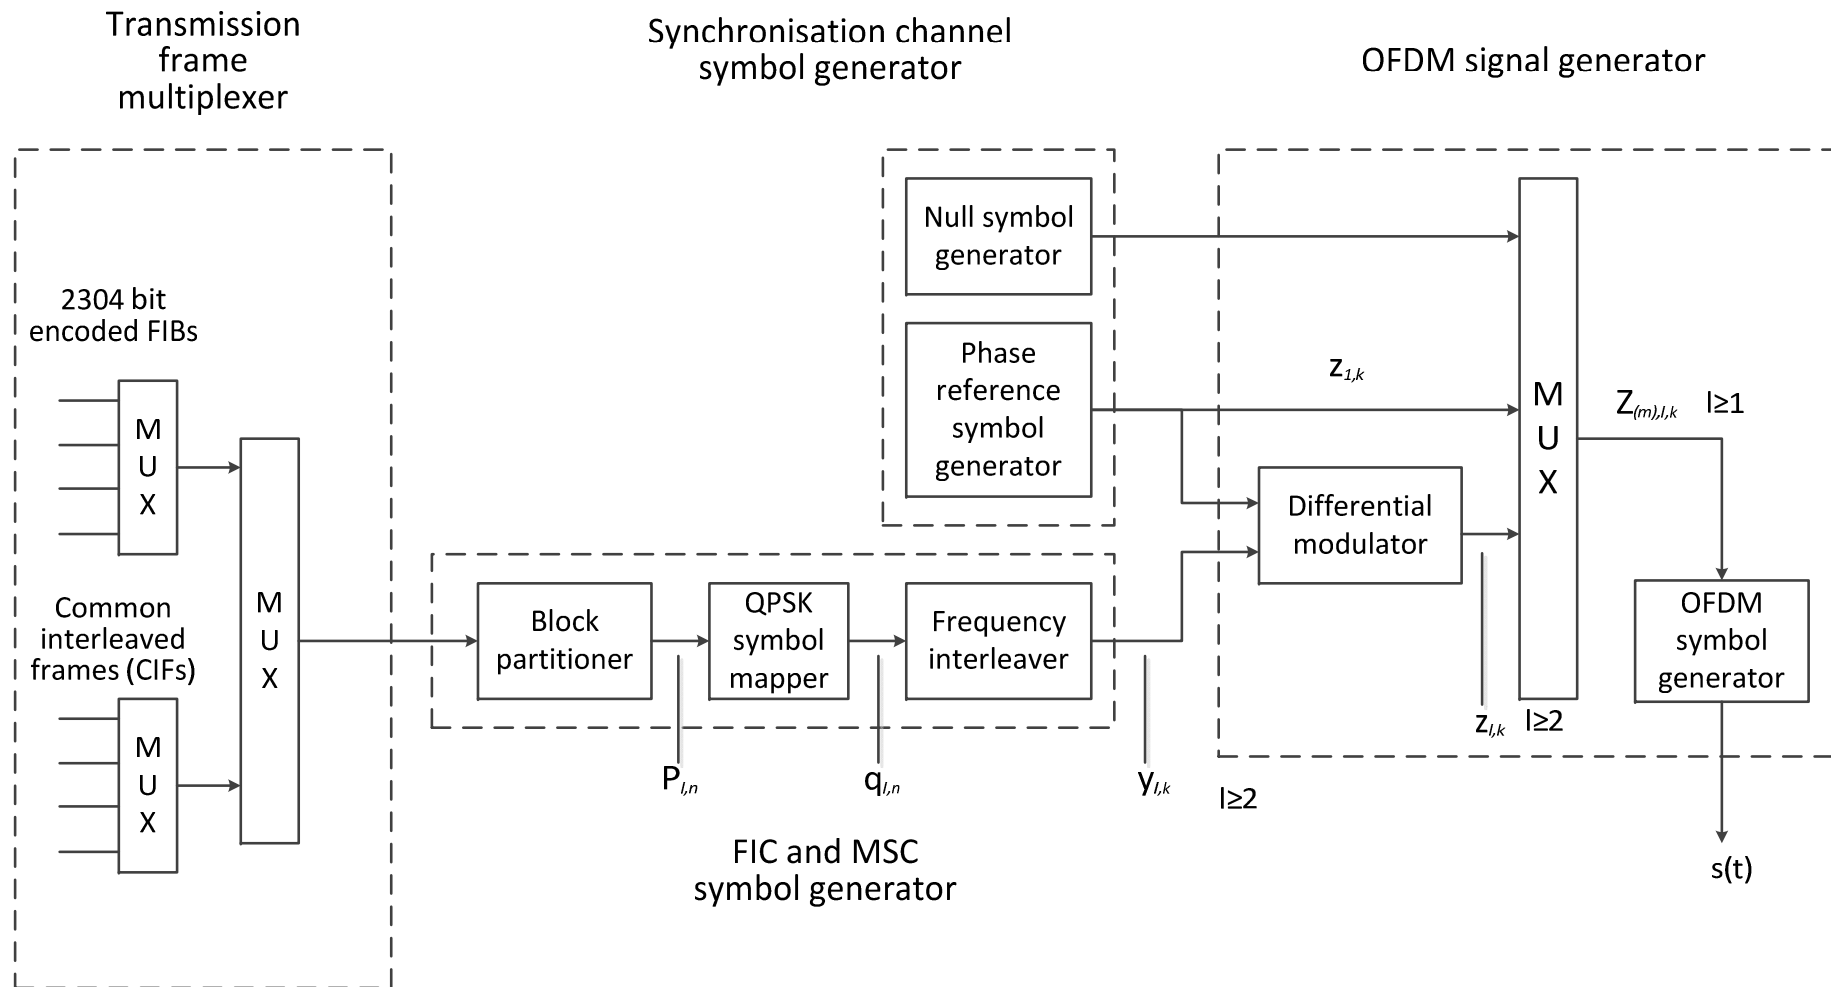 Transmission
frame
multiplexer
Synchronisation channel
symbol generator
OFDM signal generator
2304 bit
encoded FIBs
M
U
X
Common
interleaved
frames (CIFs)
M
U
X
M
U
X
Null symbol
generator
Phase
reference
symbol
generator
z1,k
Differential
modulator
M
U
X
Z(m),l,k l≥1
Block
partitioner
QPSK
symbol
mapper
Frequency
interleaver
OFDM
symbol
generator
Pl,n
ql,n
yl,k
l≥2
zl,k l≥2
s(t)
FIC and MSC
symbol generator